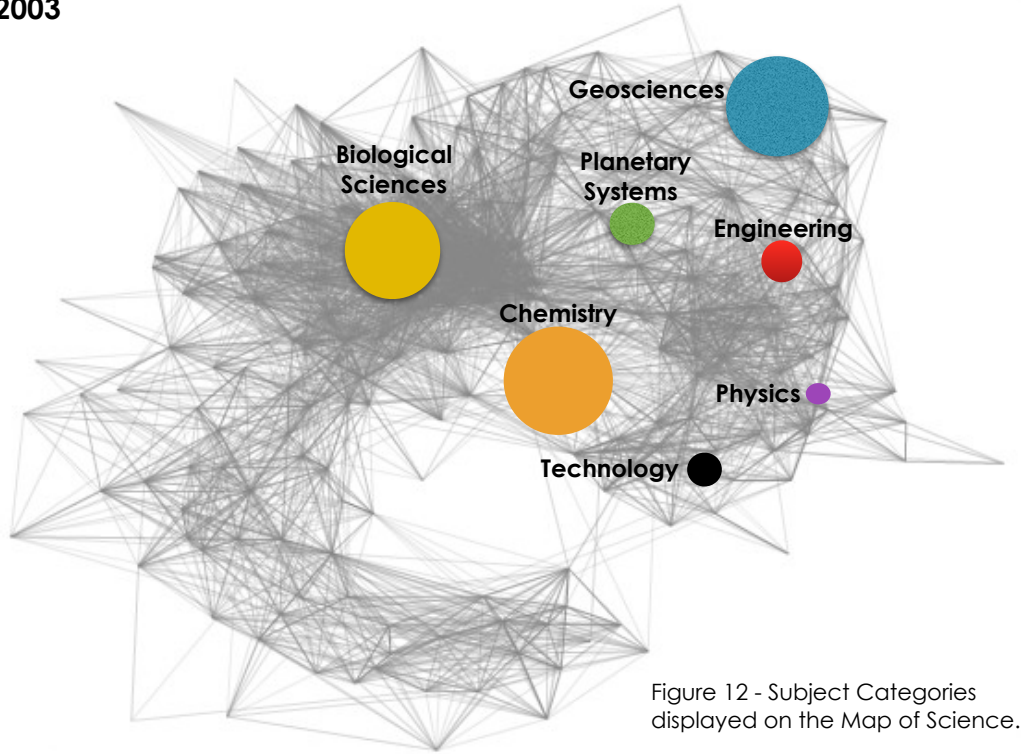 2003
Geosciences
Biological
Sciences
Planetary
Systems
Engineering
Chemistry
Physics
Technology
Figure 12 - Subject Categories
displayed on the Map of Science.